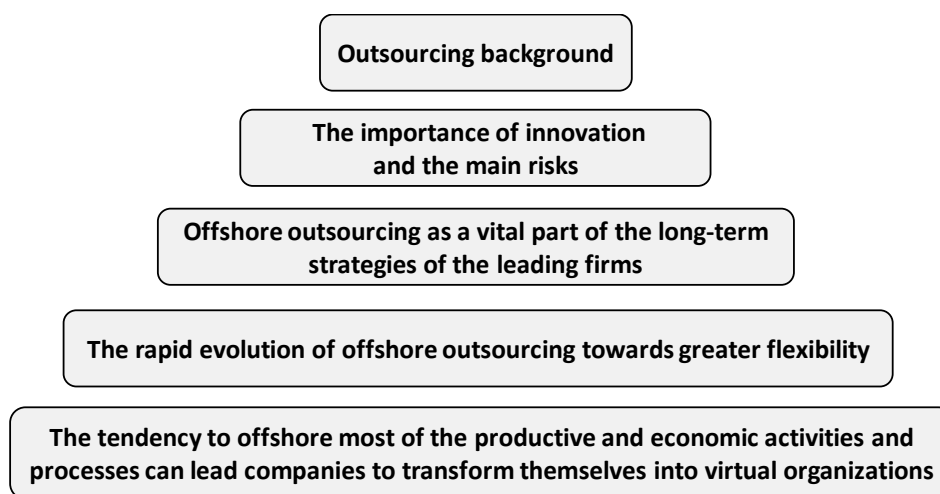 Outsourcing background
The importance of innovation
and the main risks
Offshore outsourcing as a vital part of the long-term
strategies of the leading firms
The rapid evolution of offshore outsourcing towards greater flexibility
The tendency to offshore most of the productive and economic activities and
processes can lead companies to transform themselves into virtual organizations